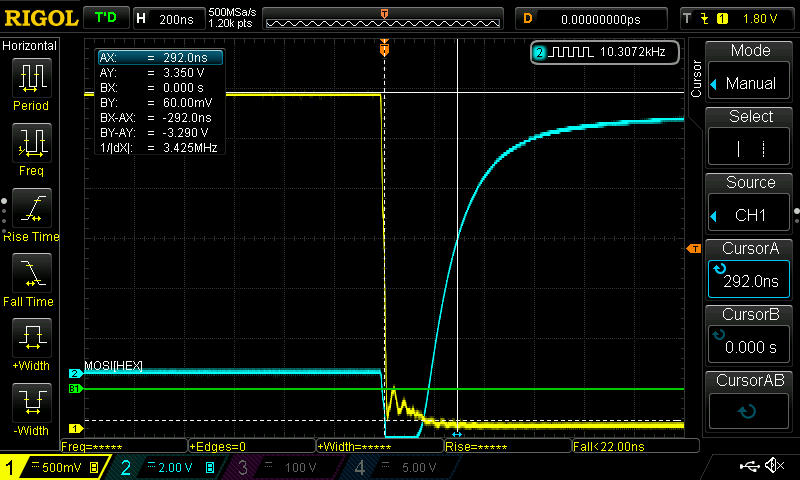 RIGOL T'D H 200ns 500MSa/s 1.20k pts T D 0.00000000ps T 1 1.80 V
Horizontal
Period
Freq
Rise Time
Fall Time
+Width
-Width
AX: = 292.0ns
AY: = 3.350 V
BX: = 0.000 s
BY: = 60.00mV
BX-AX: = -292.0ns
BY-AY: = -3.290 V
1/|dX|: = 3.425MHz
2 10.3072kHz
T
T
2 MOSI[HEX]
B1
1
Cursor
Mode
Manual
Select
Source
CH1
CursorA
292.0ns
CursorB
0.000 s
CursorAB
Freq=***** +Edges=0 +Width=***** Rise=***** Fall<22.00ns
1 500mV B 2 2.00 V B 3 100 V 4 5.00 V